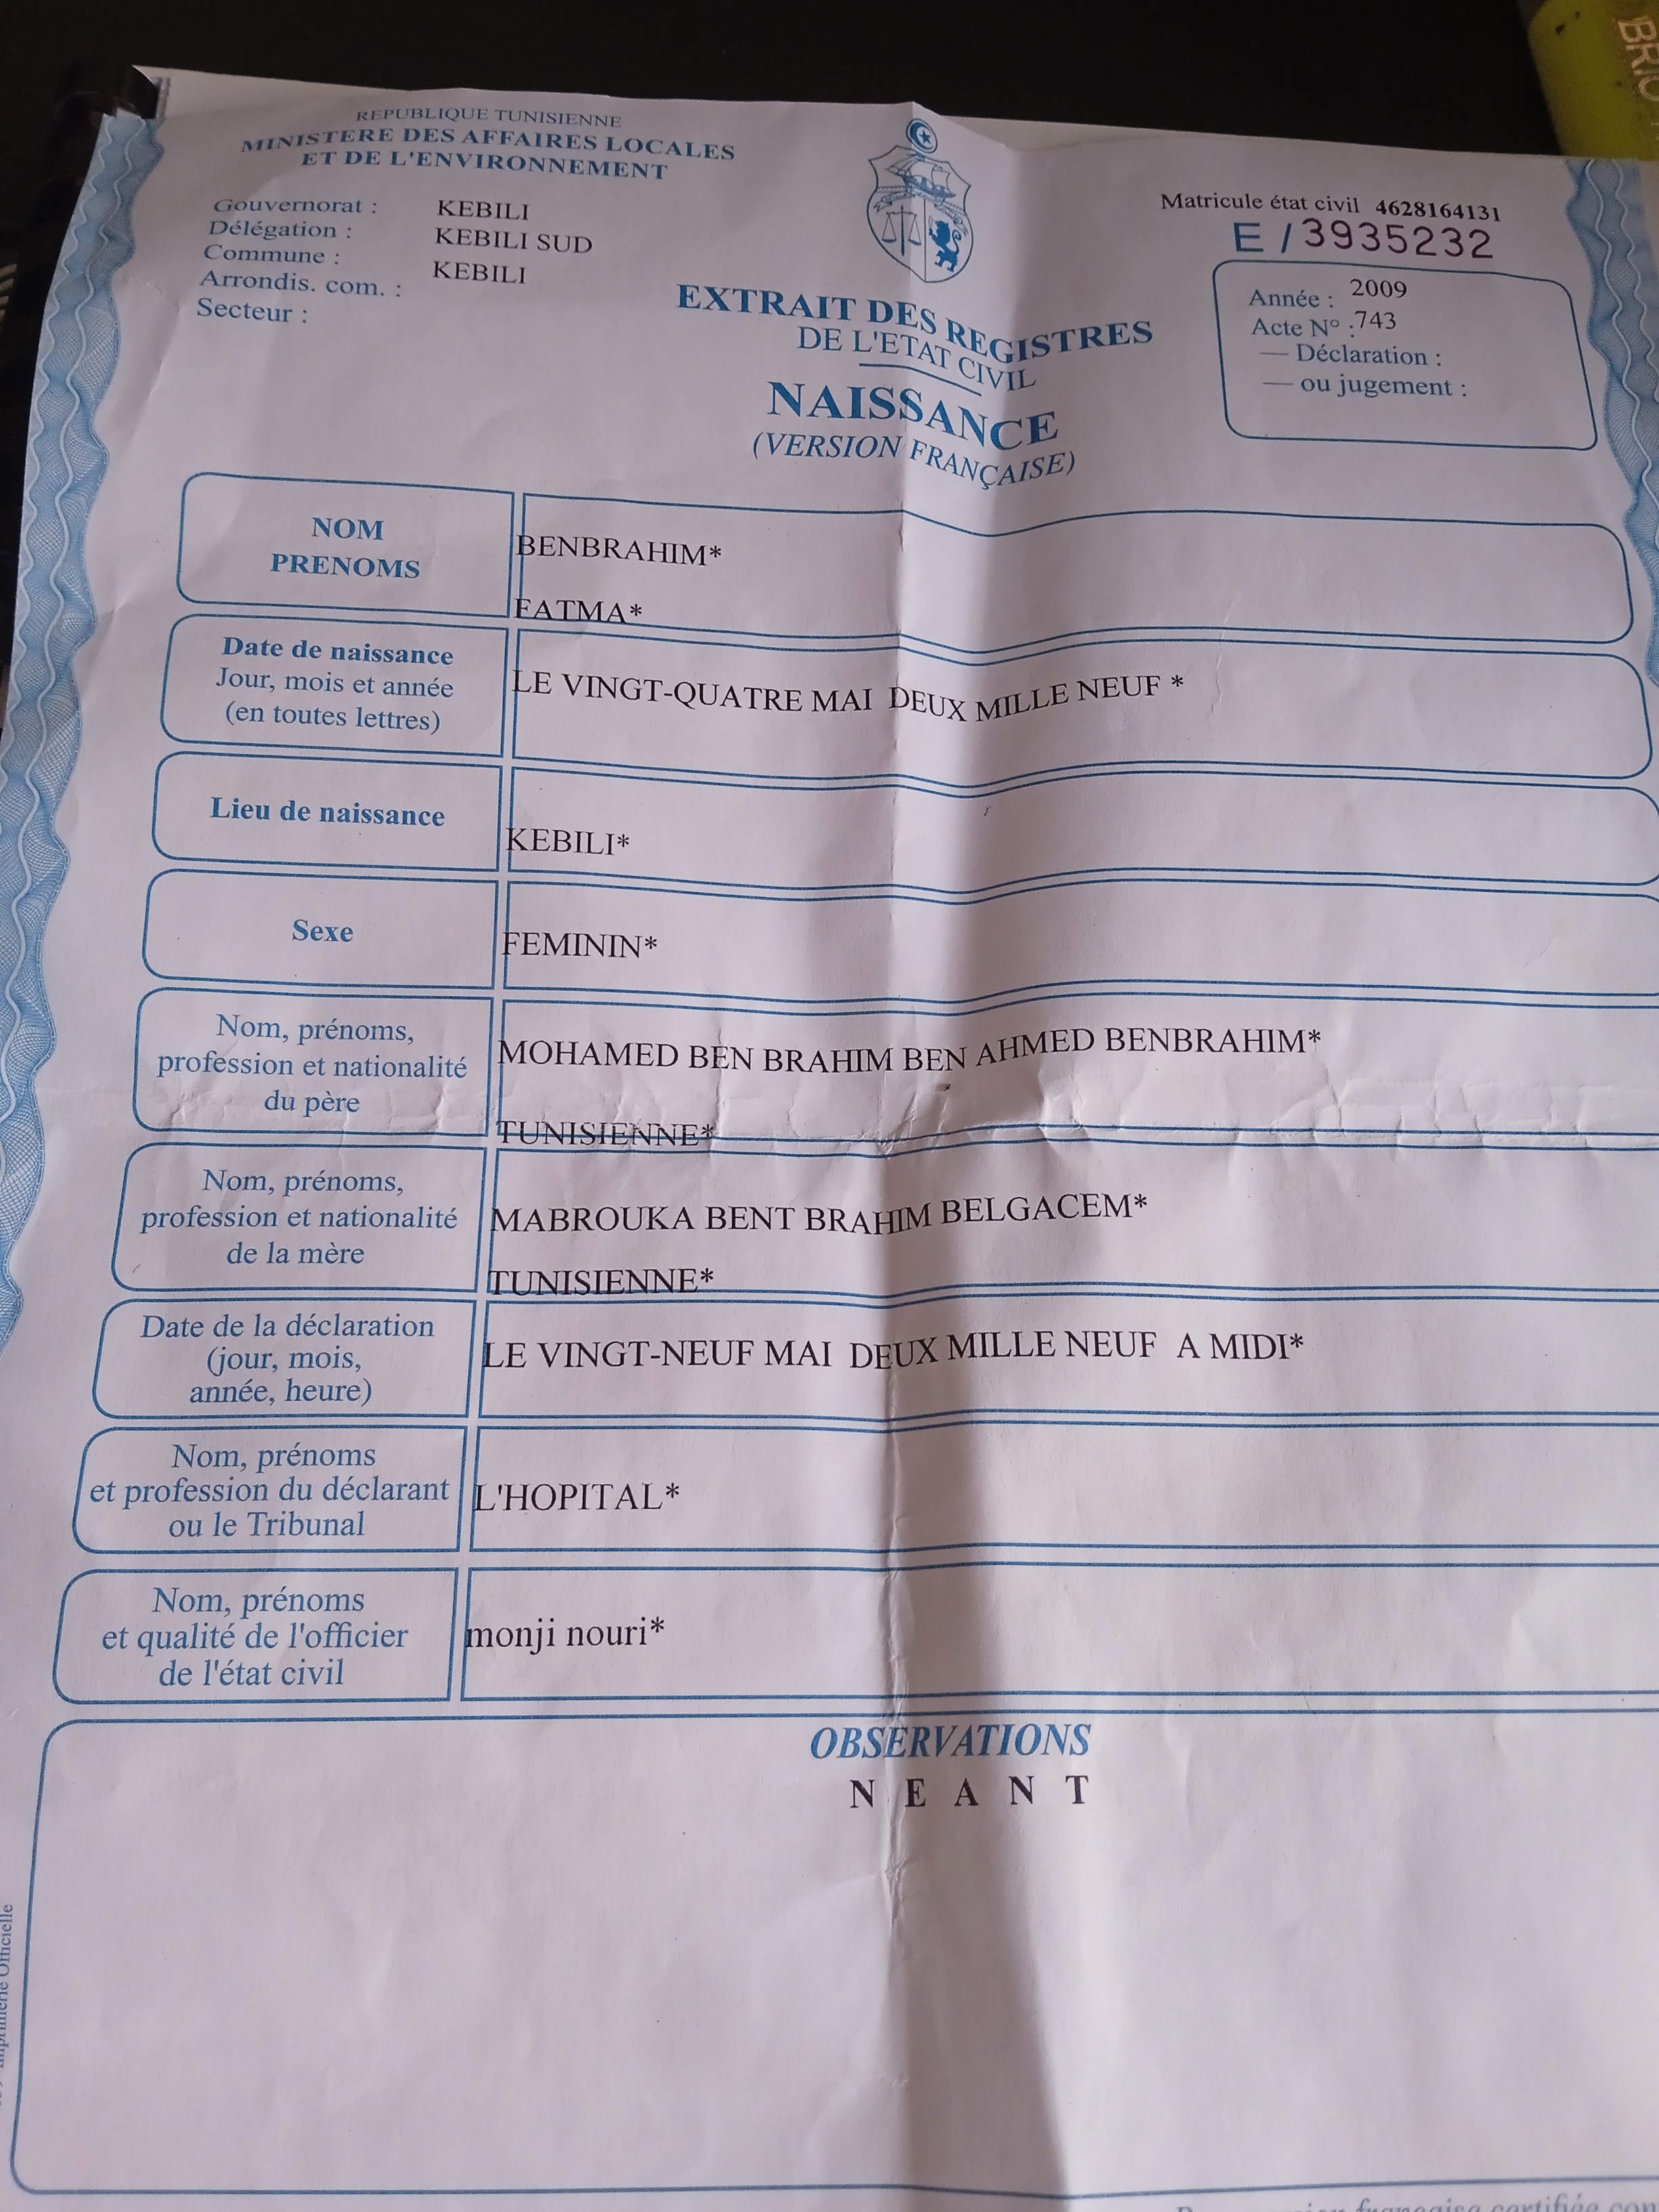 REPUBLIQUE TUNISIENNE
MINISTERE DES AFFAIRES LOCALES
ET DE L'ENVIRONNEMENT
Gouvernorat : KEBILI
Délégation : KEBILI SUD
Commune : KEBILI
Arrondis. com. :
Secteur :
Matricule état civil 4628164131
E / 3935232
Année : 2009
Acte N° : 743
— Déclaration :
— ou jugement :
EXTRAIT DES REGISTRES
DE L'ETAT CIVIL
NAISSANCE
(VERSION FRANÇAISE)
NOM BENBRAHIM*
PRENOMS FATMA*
Date de naissance
Jour, mois et année
(en toutes lettres)
LE VINGT-QUATRE MAI DEUX MILLE NEUF *
Lieu de naissance
KEBILI*
Sexe
FEMININ*
Nom, prénoms,
profession et nationalité
du père
MOHAMED BEN BRAHIM BEN AHMED BENBRAHIM*
TUNISIENNE*
Nom, prénoms,
profession et nationalité
de la mère
MABROUKA BENT BRAHIM BELGACEM*
TUNISIENNE*
Date de la déclaration
(jour, mois,
année, heure)
LE VINGT-NEUF MAI DEUX MILLE NEUF A MIDI*
Nom, prénoms
et profession du déclarant
ou le Tribunal
L'HOPITAL*
Nom, prénoms
et qualité de l'officier
de l'état civil
monji nouri*
OBSERVATIONS
N E A N T
Imprimerie Officielle